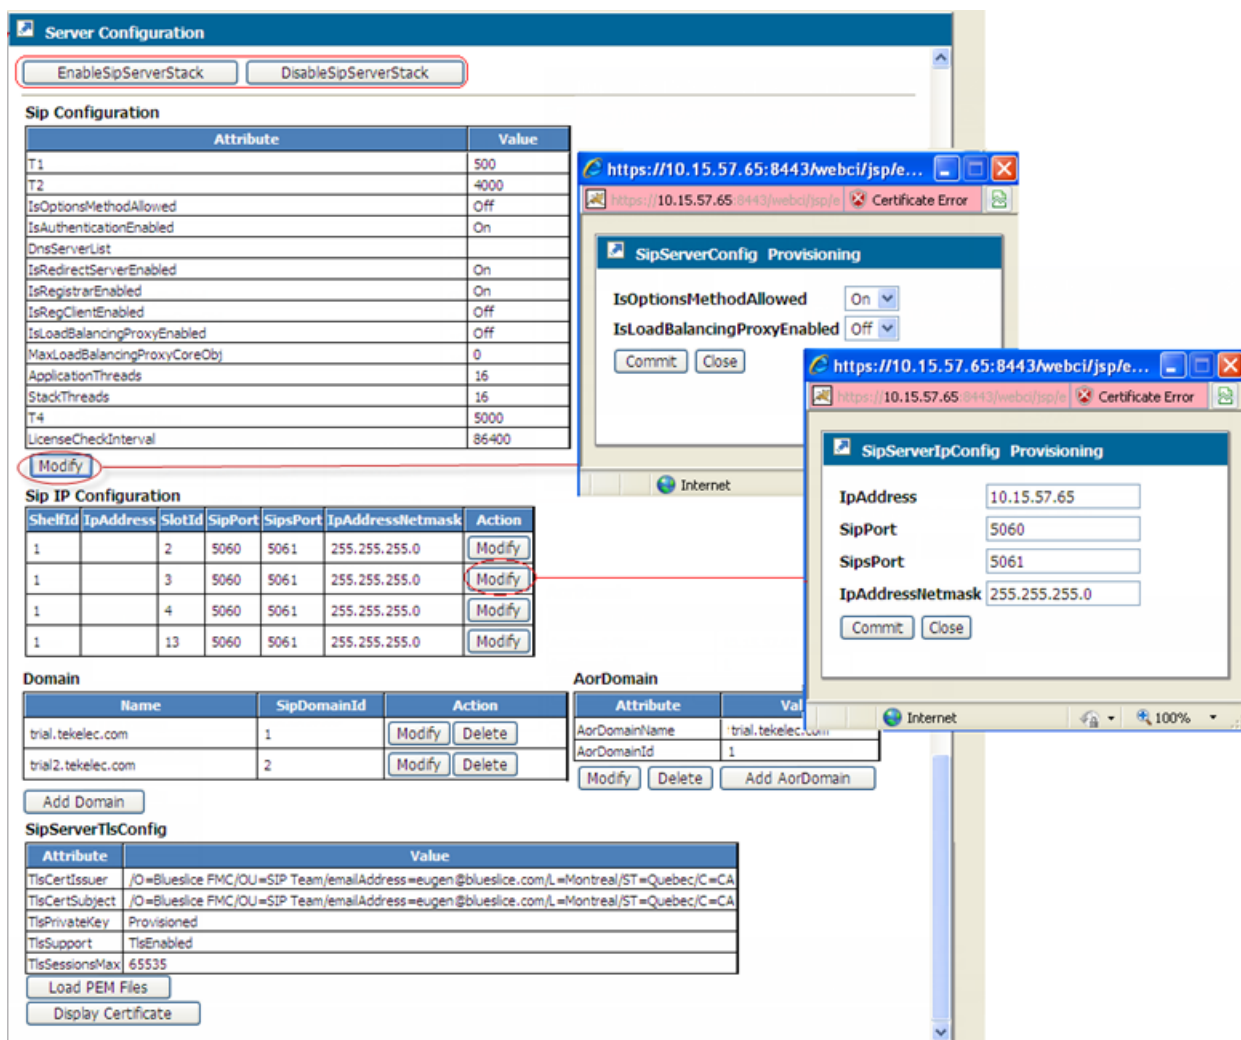 Server Configuration
EnableSipServerStack DisableSipServerStack
Sip Configuration
Attribute Value
T1 500
T2 4000
IsOptionsMethodAllowed Off
IsAuthenticationEnabled On
DnsServerList
IsRedirectServerEnabled On
IsRegistrarEnabled On
IsRegClientEnabled Off
IsLoadBalancingProxyEnabled Off
MaxLoadBalancingProxyCoreObj 0
ApplicationThreads 16
StackThreads 16
T4 5000
LicenseCheckInterval 86400
Modify
https://10.15.57.65:8443/webci/jsp/e...
https://10.15.57.65:8443/webci/jsp/e Certificate Error
SipServerConfig Provisioning
IsOptionsMethodAllowed On
IsLoadBalancingProxyEnabled Off
Commit Close
Internet
https://10.15.57.65:8443/webci/jsp/e...
https://10.15.57.65:8443/webci/jsp/e Certificate Error
SipServerIpConfig Provisioning
IpAddress 10.15.57.65
SipPort 5060
SipsPort 5061
IpAddressNetmask 255.255.255.0
Commit Close
Internet 100%
Sip IP Configuration
ShelfId IpAddress SlotId SipPort SipsPort IpAddressNetmask Action
1 2 5060 5061 255.255.255.0 Modify
1 3 5060 5061 255.255.255.0 Modify
1 4 5060 5061 255.255.255.0 Modify
1 13 5060 5061 255.255.255.0 Modify
Domain
Name SipDomainId Action
trial.tekelec.com 1 Modify Delete
trial2.tekelec.com 2 Modify Delete
Add Domain
AorDomain
Attribute Val
AorDomainName trial.tekelec.com
AorDomainId 1
Modify Delete Add AorDomain
SipServerTlsConfig
Attribute Value
TlsCertIssuer /O=Blueslice FMC/OU=SIP Team/emailAddress=eugen@blueslice.com/L=Montreal/ST=Quebec/C=CA
TlsCertSubject /O=Blueslice FMC/OU=SIP Team/emailAddress=eugen@blueslice.com/L=Montreal/ST=Quebec/C=CA
TlsPrivateKey Provisioned
TlsSupport TlsEnabled
TlsSessionsMax 65535
Load PEM Files
Display Certificate